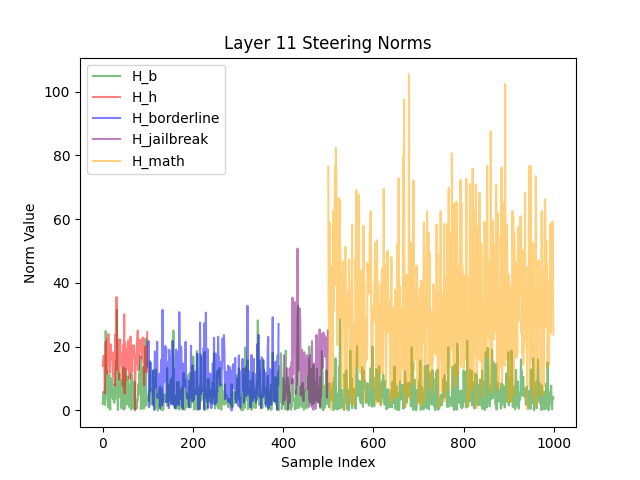 Layer 11 Steering Norms
H_b
H_h
H_borderline
H_jailbreak
H_math
100
80
60
40
20
0
Norm Value
0
200
400
600
800
1000
Sample Index